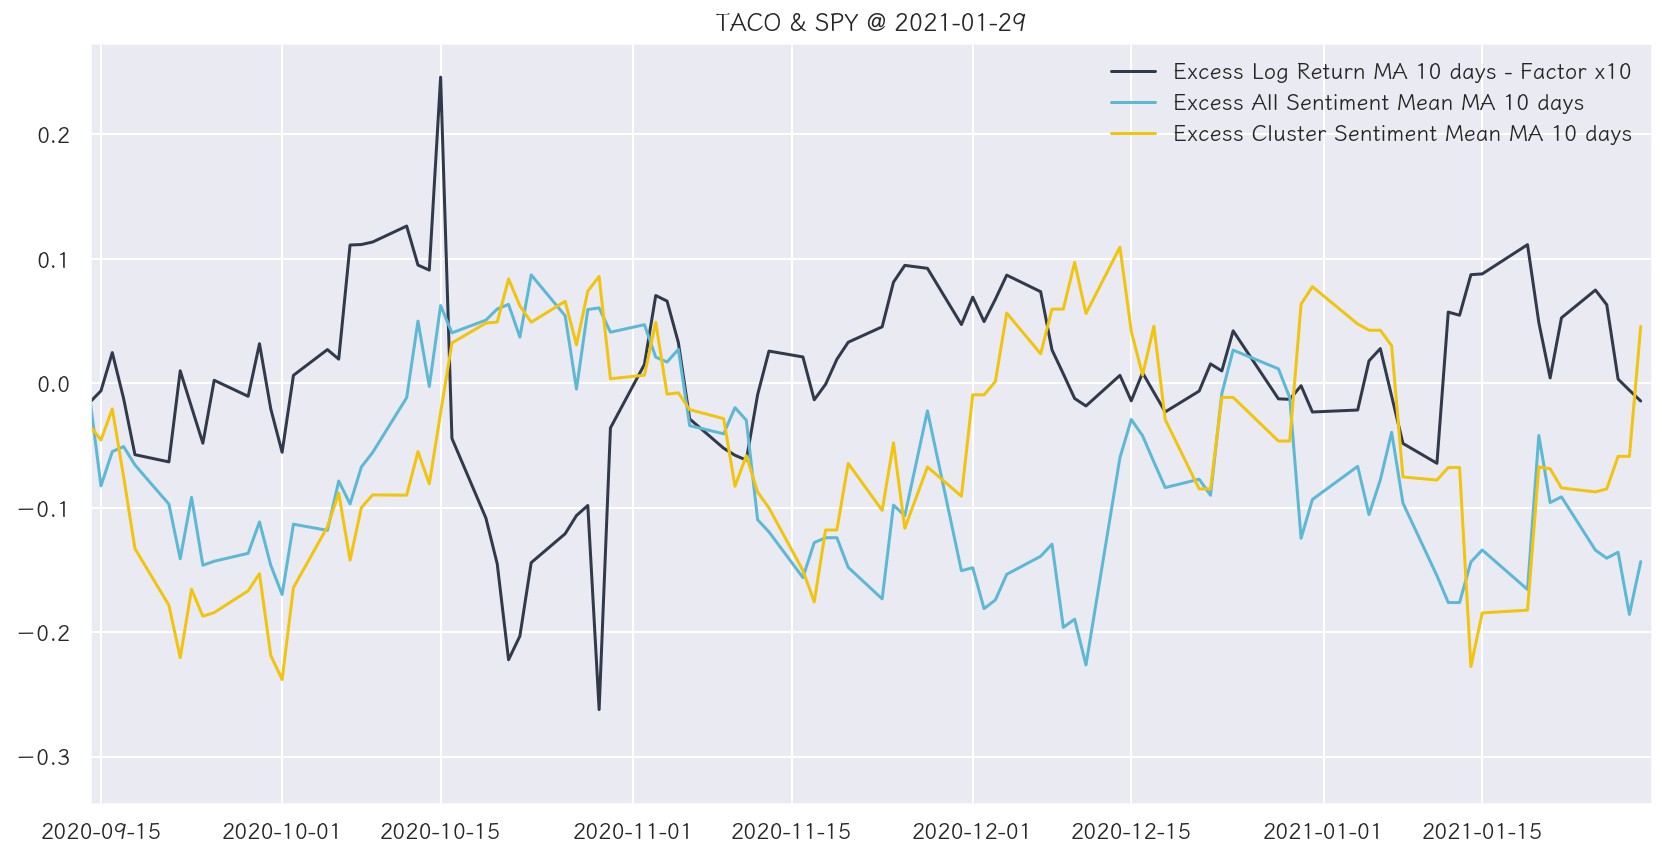 TACO & SPY @ 2021-01-29
Excess Log Return MA 10 days - Factor x10
Excess All Sentiment Mean MA 10 days
Excess Cluster Sentiment Mean MA 10 days
0.2
0.1
0.0
−0.1
−0.2
−0.3
2020-09-15 2020-10-01 2020-10-15 2020-11-01 2020-11-15 2020-12-01 2020-12-15 2021-01-01 2021-01-15